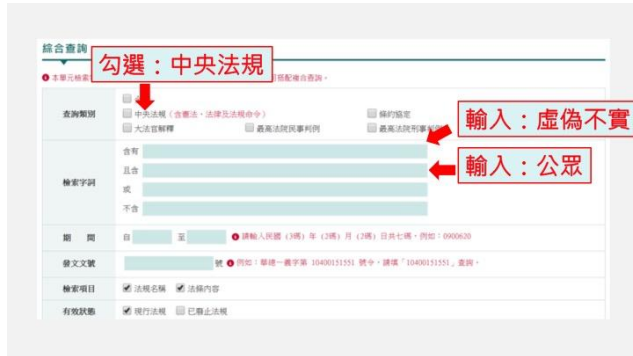 綜合查詢
勾選：中央法規
本單元檢索
可搭配複合查詢。
查詢類別
中央法規（含憲法、法律及法規命令）
條約協定
大法官解釋
最高法院民事判例
最高法院刑事判例
輸入：虛偽不實
檢索字詞
含有
且含
輸入：公眾
或
不含
期　間
自
至
請輸入民國（3碼）年（2碼）月（2碼）日共七碼，例如：0900620
發文文號
號
例如：華總一義字第 10400151551 號令，請填「10400151551」查詢。
檢索項目
法規名稱
法條內容
有效狀態
現行法規
已廢止法規